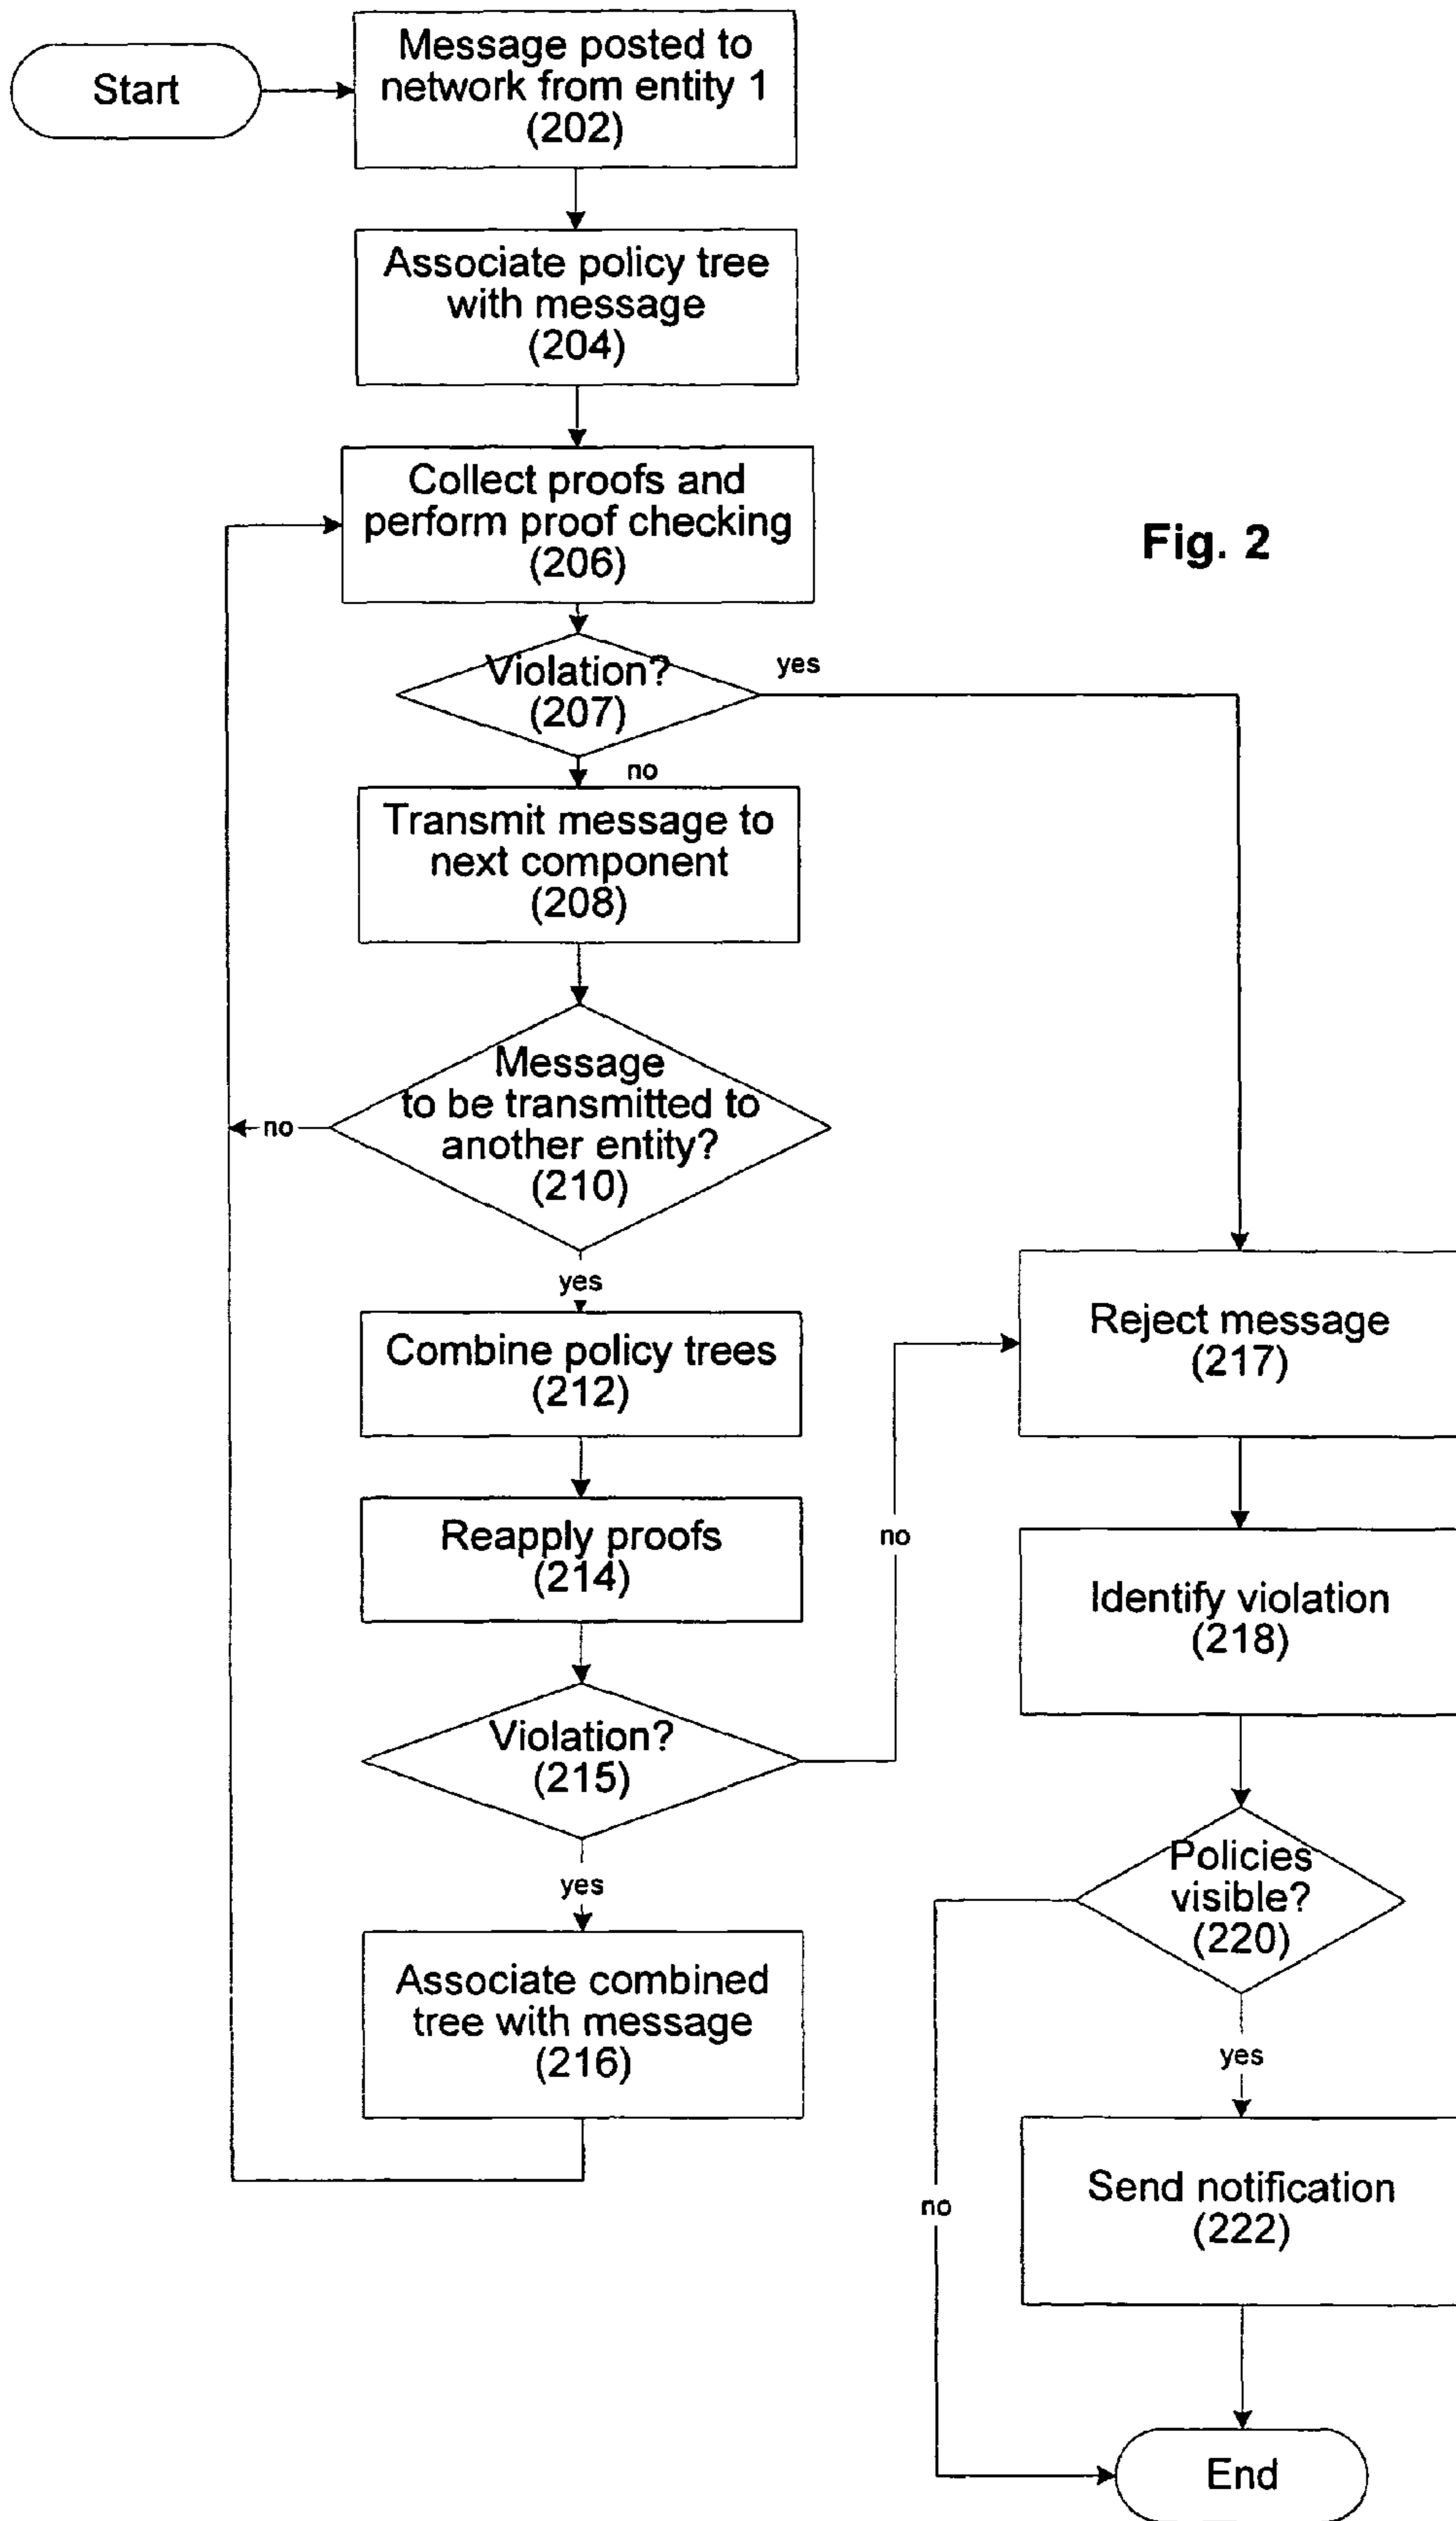 Start
Message posted to
network from entity 1
(202)
Associate policy tree
with message
(204)
Collect proofs and
perform proof checking
(206)
Fig. 2
Violation?
(207)
yes
no
Transmit message to
next component
(208)
Message
to be transmitted to
another entity?
(210)
no
yes
Combine policy trees
(212)
Reapply proofs
(214)
Violation?
(215)
no
yes
Associate combined
tree with message
(216)
Reject message
(217)
Identify violation
(218)
Policies
visible?
(220)
yes
no
Send notification
(222)
End